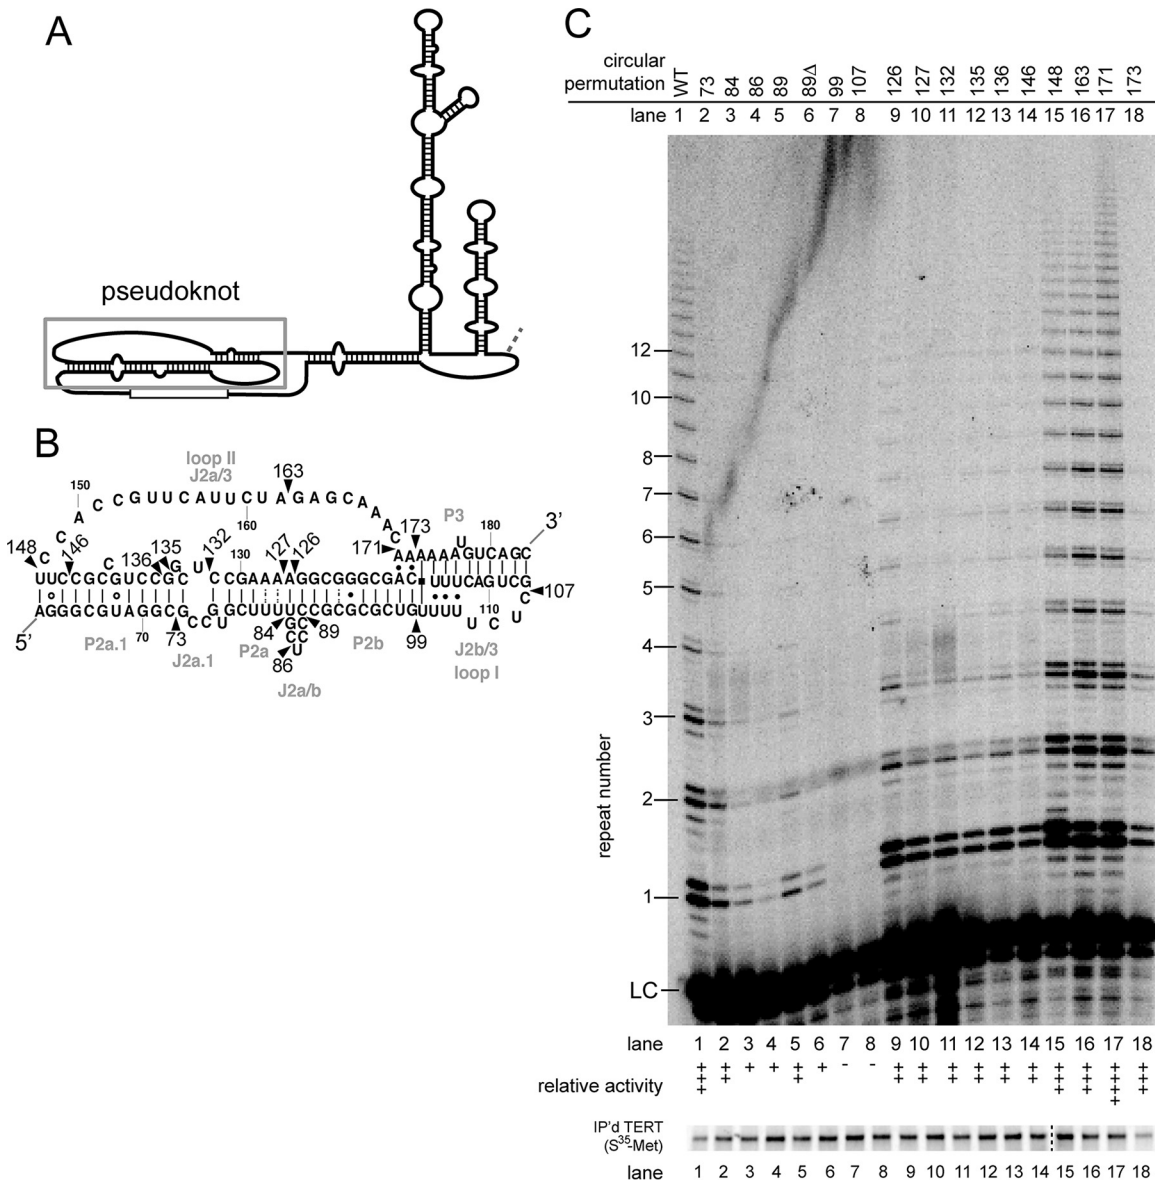 A
pseudoknot
B
loop II
J2a/3
163
150
A C C G U U C A U U C U A G A G C A A A C
C
C
160
P3
U
180
3'
148
146
136
135
132
130
127
126
171
173
C
G
U
A A A A A G U C A G C
U U C C G C G U C C G C
C C G A A A A G G C G G G C G A C
U U U C A G U C G
107
A G G G C G U A G G C G
C C U
G G C U U U U C C G C G C G C U G U U U U
U C U C
5'
P2a.1
70
73
J2a.1
P2a
84
G C
C C
U
89
P2b
99
110
86
J2a/b
J2b/3
loop I
C
circular
permutation
WT 73 84 86 89 89Δ 99 107 126 127 132 135 136 146 148 163 171 173
lane 1 2 3 4 5 6 7 8 9 10 11 12 13 14 15 16 17 18
12
10
8
7
6
5
4
3
2
1
LC
repeat number
lane 1 2 3 4 5 6 7 8 9 10 11 12 13 14 15 16 17 18
relative activity +++ ++ + + ++ + - - ++ ++ ++ ++ ++ ++ +++ +++ ++++ +++
IP'd TERT
(S35-Met)
lane 1 2 3 4 5 6 7 8 9 10 11 12 13 14 15 16 17 18